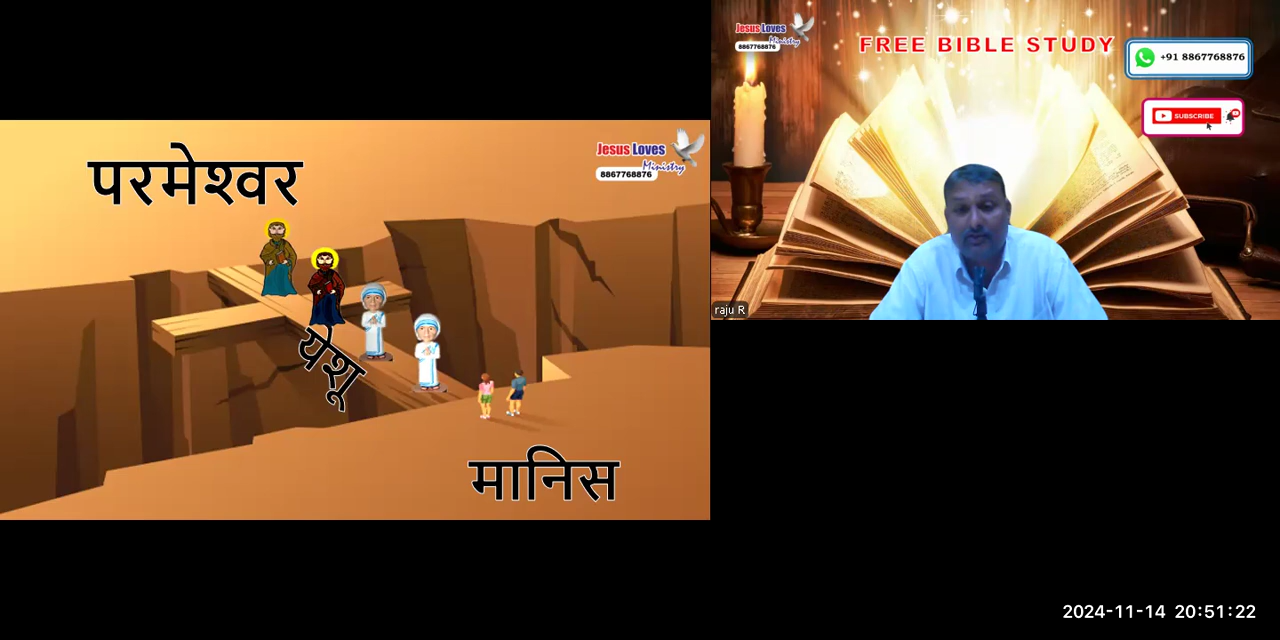 परमेश्वर
Jesus Loves
Ministry
8867768876
येशू
मानिस
Jesus Loves
Ministry
8867768876
FREE BIBLE STUDY
+91 8867768876
SUBSCRIBE
raju R
2024-11-14 20:51:22